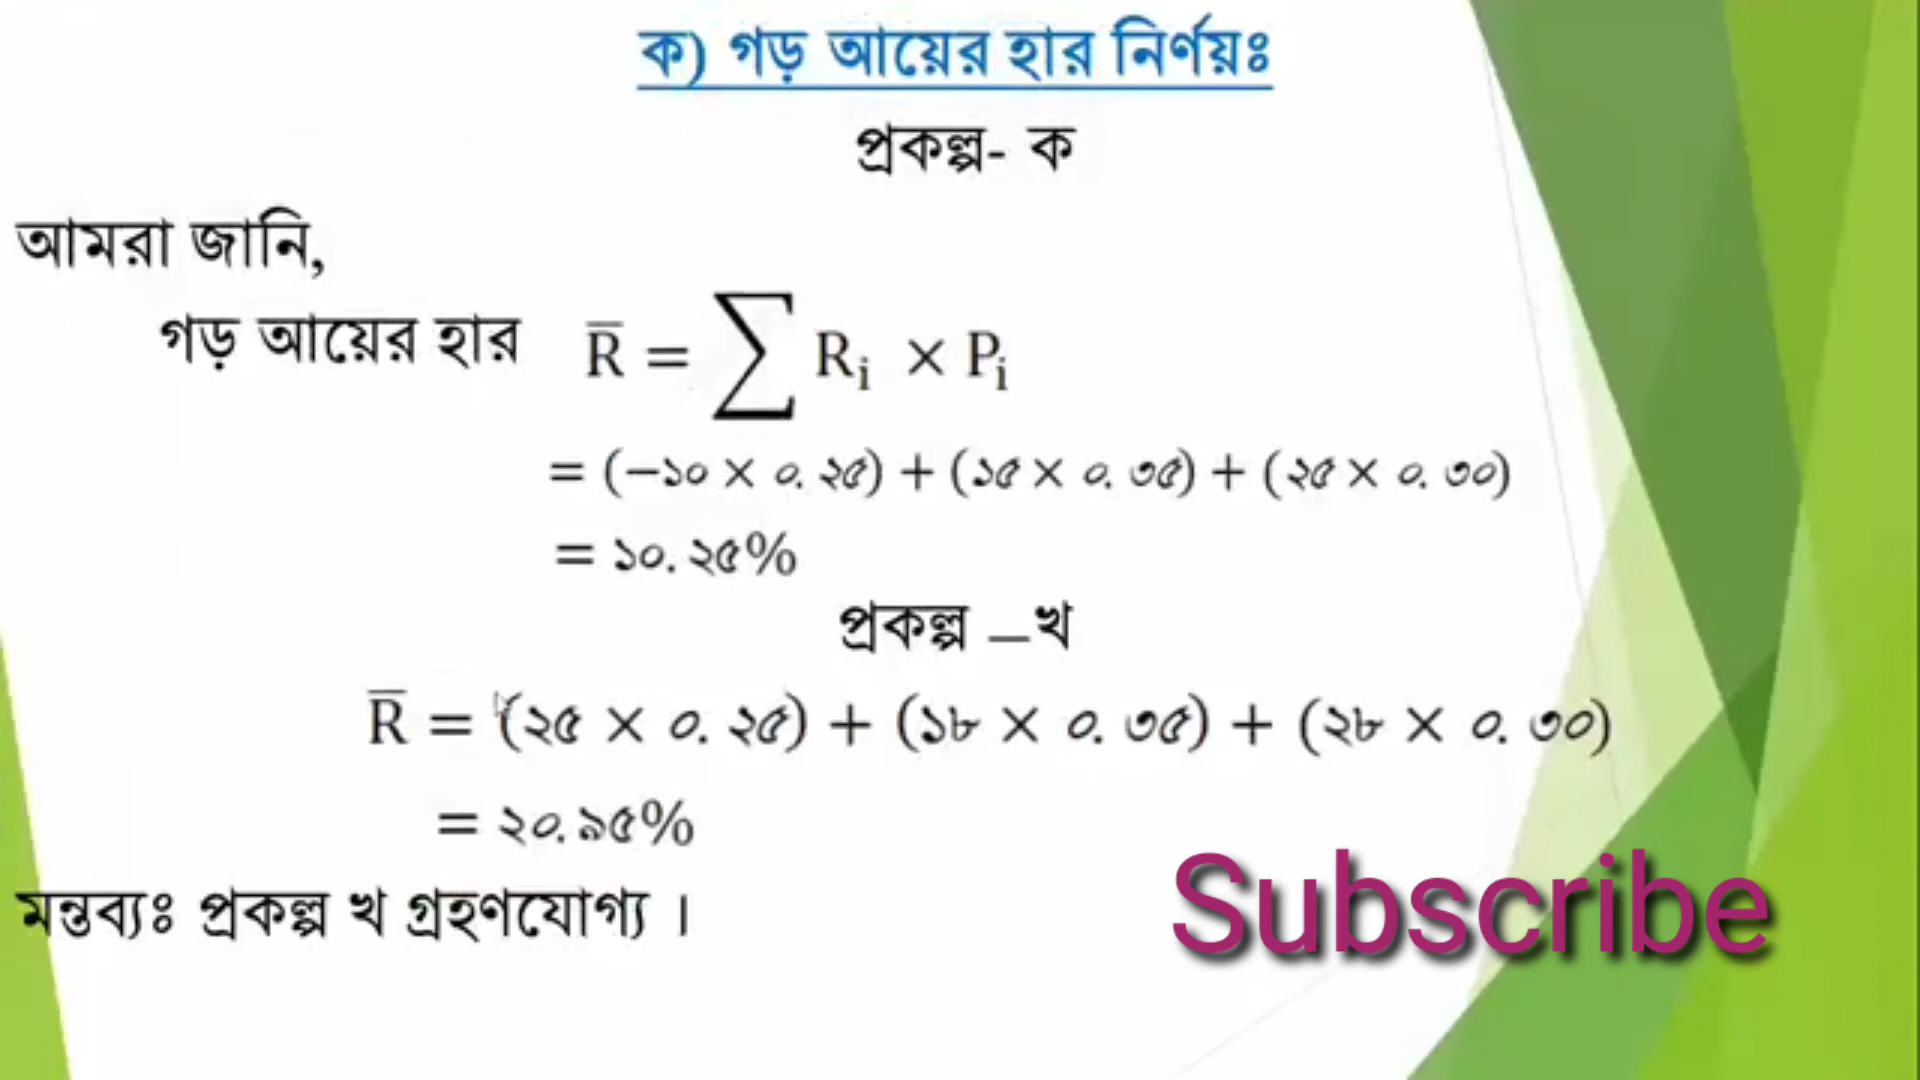 ক) গড় আয়ের হার নির্ণয়ঃ
প্রকল্প- ক
আমরা জানি,
গড় আয়ের হার R̅ = ∑ Rᵢ × Pᵢ
= (−১০ × ০. ২৫) + (১৫ × ০. ৩৫) + (২৫ × ০. ৩০)
= ১০. ২৫%
প্রকল্প –খ
R̅ = (২৫ × ০. ২৫) + (১৮ × ০. ৩৫) + (২৮ × ০. ৩০)
= ২০. ৯৫%
মন্তব্যঃ প্রকল্প খ গ্রহণযোগ্য ।
Subscribe